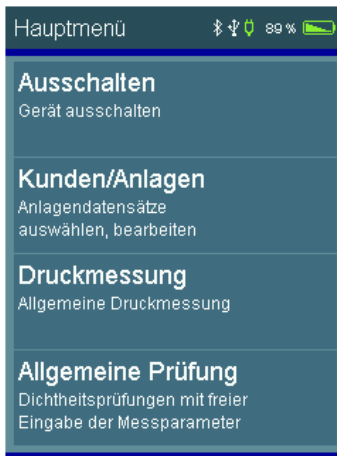 Hauptmenü 89 %
Ausschalten
Gerät ausschalten
Kunden/Anlagen
Anlagendatensätze
auswählen, bearbeiten
Druckmessung
Allgemeine Druckmessung
Allgemeine Prüfung
Dichtheitsprüfungen mit freier
Eingabe der Messparameter